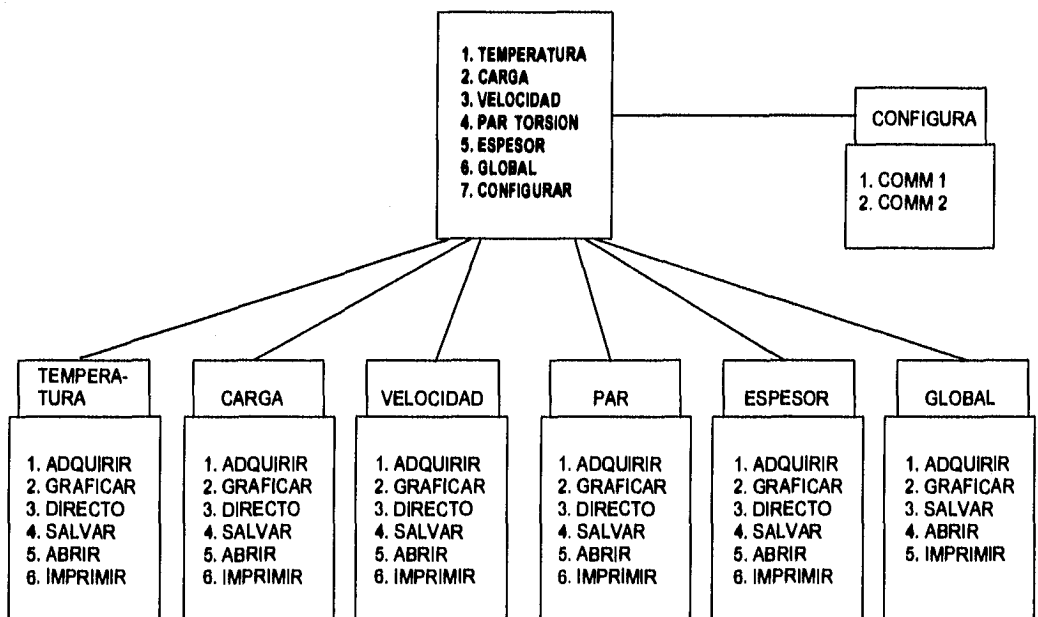 1. TEMPERATURA
2. CARGA
3. VELOCIDAD
4. PAR TORSION
5. ESPESOR
6. GLOBAL
7. CONFIGURAR
CONFIGURA
1. COMM 1
2. COMM 2
TEMPERA-
TURA
1. ADQUIRIR
2. GRAFICAR
3. DIRECTO
4. SALVAR
5. ABRIR
6. IMPRIMIR
CARGA
1. ADQUIRIR
2. GRAFICAR
3. DIRECTO
4. SALVAR
5. ABRIR
6. IMPRIMIR
VELOCIDAD
1. ADQUIRIR
2. GRAFICAR
3. DIRECTO
4. SALVAR
5. ABRIR
6. IMPRIMIR
PAR
1. ADQUIRIR
2. GRAFICAR
3. DIRECTO
4. SALVAR
5. ABRIR
6. IMPRIMIR
ESPESOR
1. ADQUIRIR
2. GRAFICAR
3. DIRECTO
4. SALVAR
5. ABRIR
6. IMPRIMIR
GLOBAL
1. ADQUIRIR
2. GRAFICAR
3. SALVAR
4. ABRIR
5. IMPRIMIR